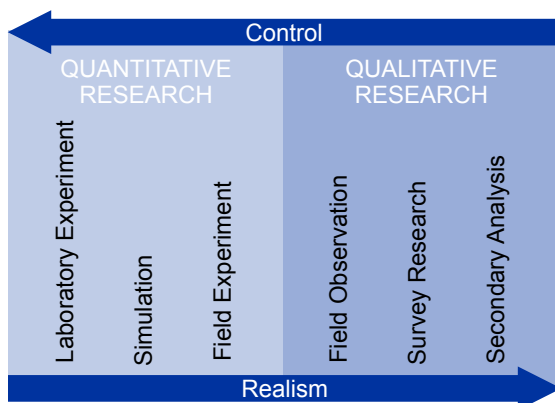 Control
QUANTITATIVE
RESEARCH
QUALITATIVE
RESEARCH
Laboratory Experiment
Simulation
Field Experiment
Field Observation
Survey Research
Secondary Analysis
Realism